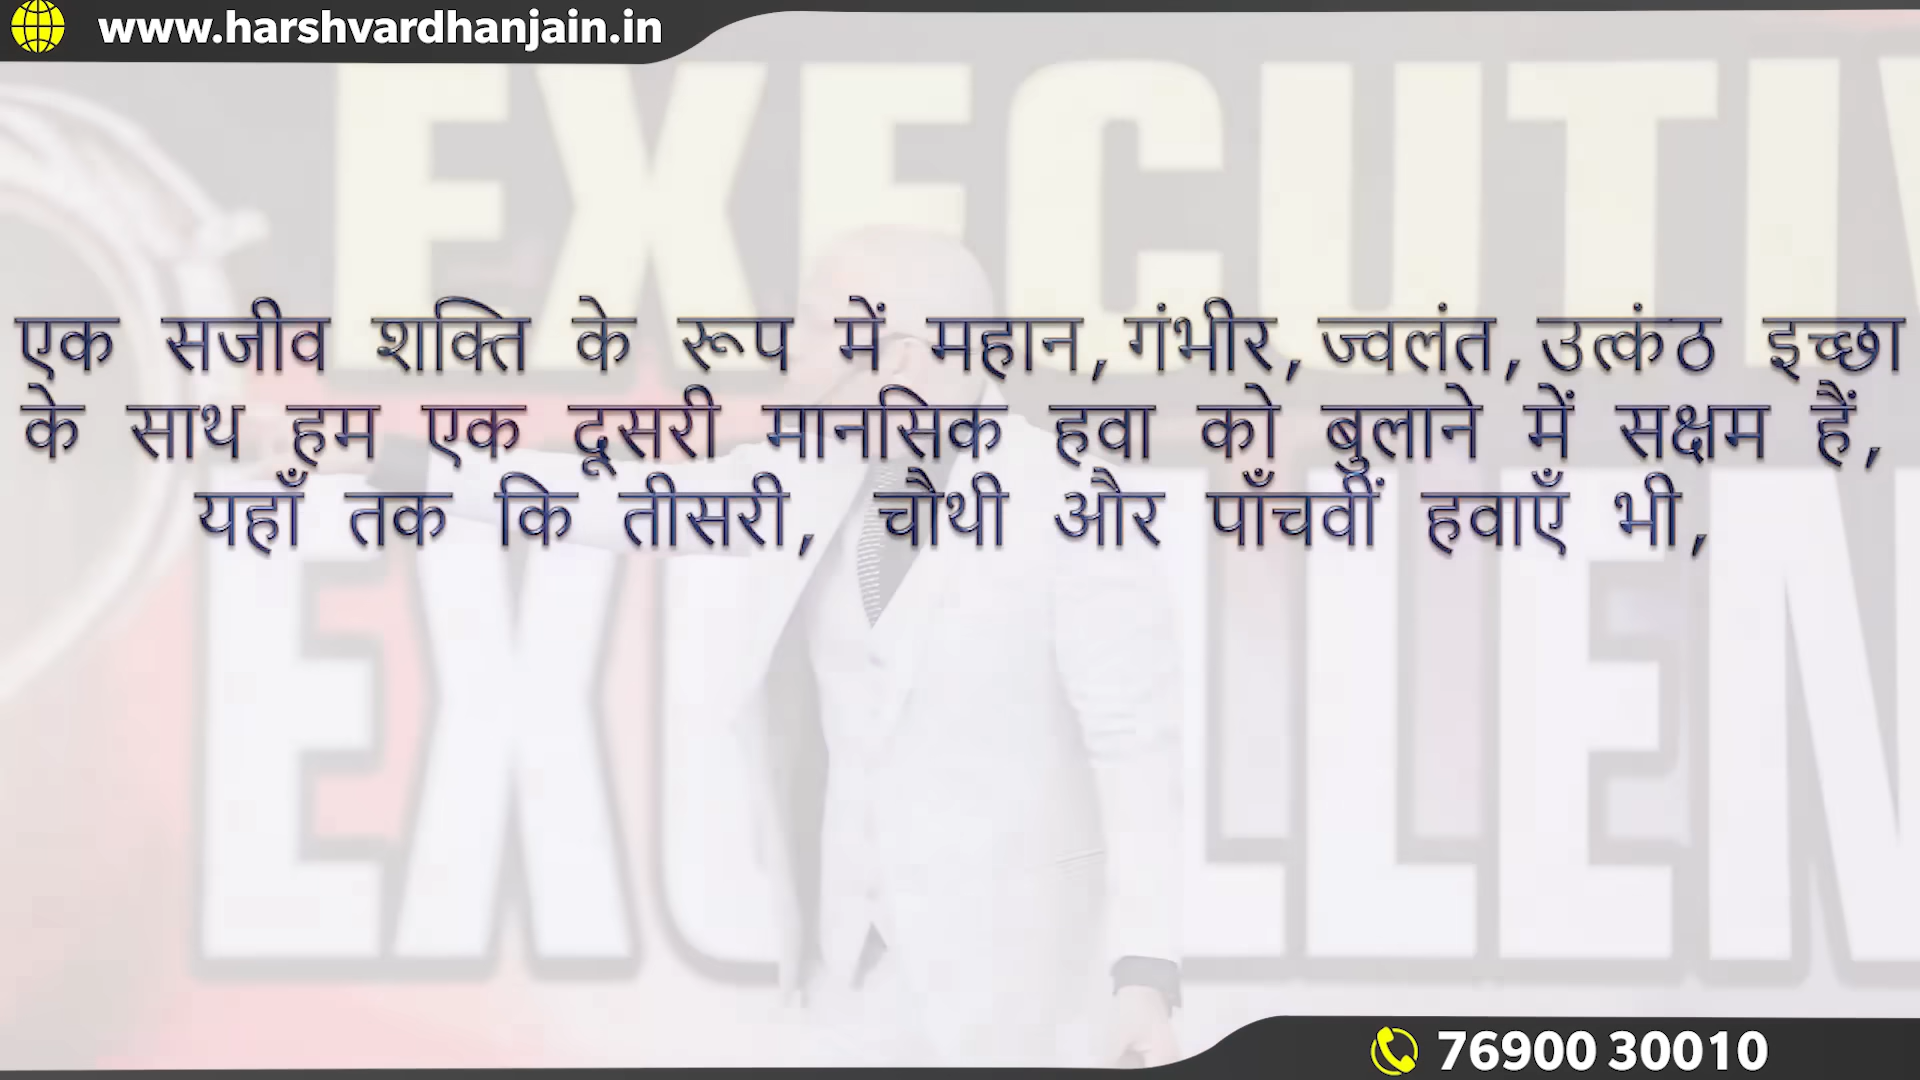 www.harshvardhanjain.in
EXECUTIV
एक सजीव शक्ति के रूप में महान,गंभीर,ज्वलंत,उत्कंठ इच्छा
के साथ हम एक दूसरी मानसिक हवा को बुलाने में सक्षम हैं,
यहाँ तक कि तीसरी, चौथी और पाँचवीं हवाएँ भी,
76900 30010